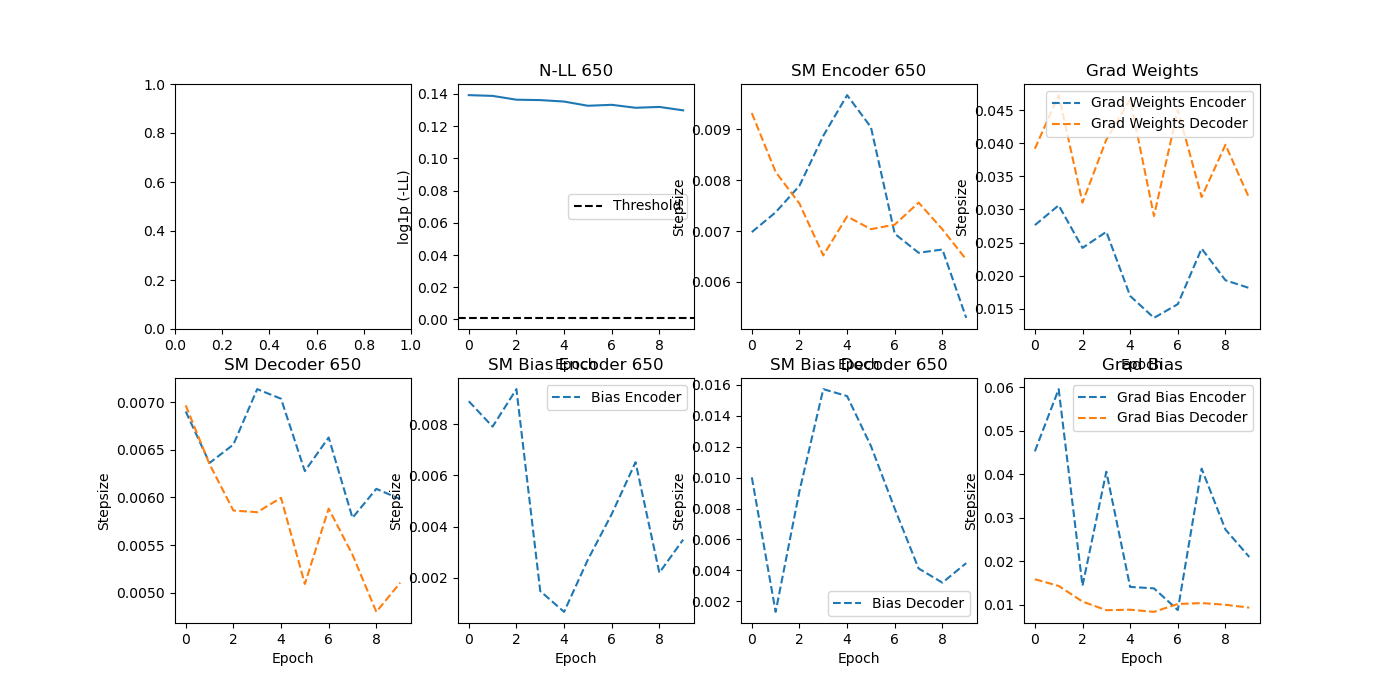 N-LL 650
SM Encoder 650
Grad Weights
1.0
0.8
0.6
0.4
0.2
0.0
0.0 0.2 0.4 0.6 0.8 1.0
log1p (-LL)
0.14
0.12
0.10
0.08
0.06
0.04
0.02
0.00
Threshold
0 2 4 6 8
Epoch
Stepsize
0.009
0.008
0.007
0.006
0 2 4 6 8
Epoch
Stepsize
0.045
0.040
0.035
0.030
0.025
0.020
0.015
Grad Weights Encoder
Grad Weights Decoder
0 2 4 6 8
Epoch
SM Decoder 650
SM Bias Encoder 650
SM Bias Decoder 650
Grad Bias
Stepsize
0.0070
0.0065
0.0060
0.0055
0.0050
0 2 4 6 8
Epoch
Stepsize
0.008
0.006
0.004
0.002
Bias Encoder
0 2 4 6 8
Epoch
Stepsize
0.016
0.014
0.012
0.010
0.008
0.006
0.004
0.002
Bias Decoder
0 2 4 6 8
Epoch
Stepsize
0.06
0.05
0.04
0.03
0.02
0.01
Grad Bias Encoder
Grad Bias Decoder
0 2 4 6 8
Epoch